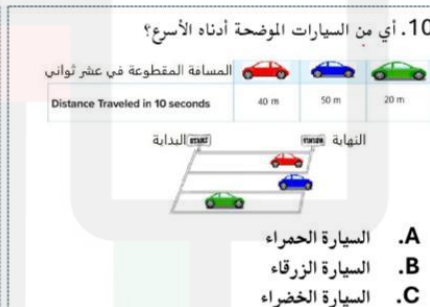 10. أي من السيارات الموضحة أدناه الأسرع؟
المسافة المقطوعة في عشر ثواني
Distance Traveled in 10 seconds 40 m 50 m 20 m
البداية START FINISH النهاية
A. السيارة الحمراء
B. السيارة الزرقاء
C. السيارة الخضراء